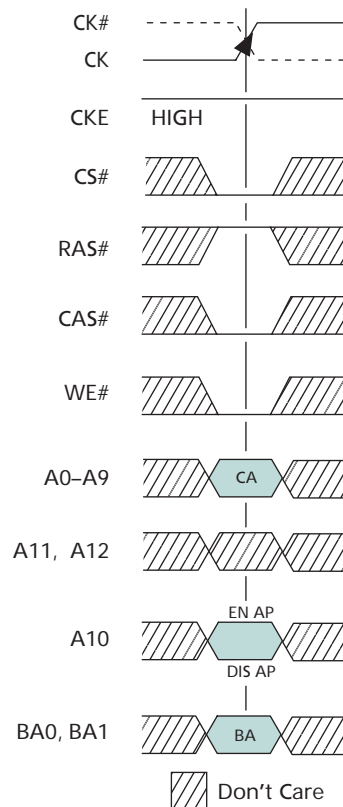 CK#
CK
CKE HIGH
CS#
RAS#
CAS#
WE#
A0–A9 CA
A11, A12
EN AP
A10
DIS AP
BA0, BA1 BA
Don't Care